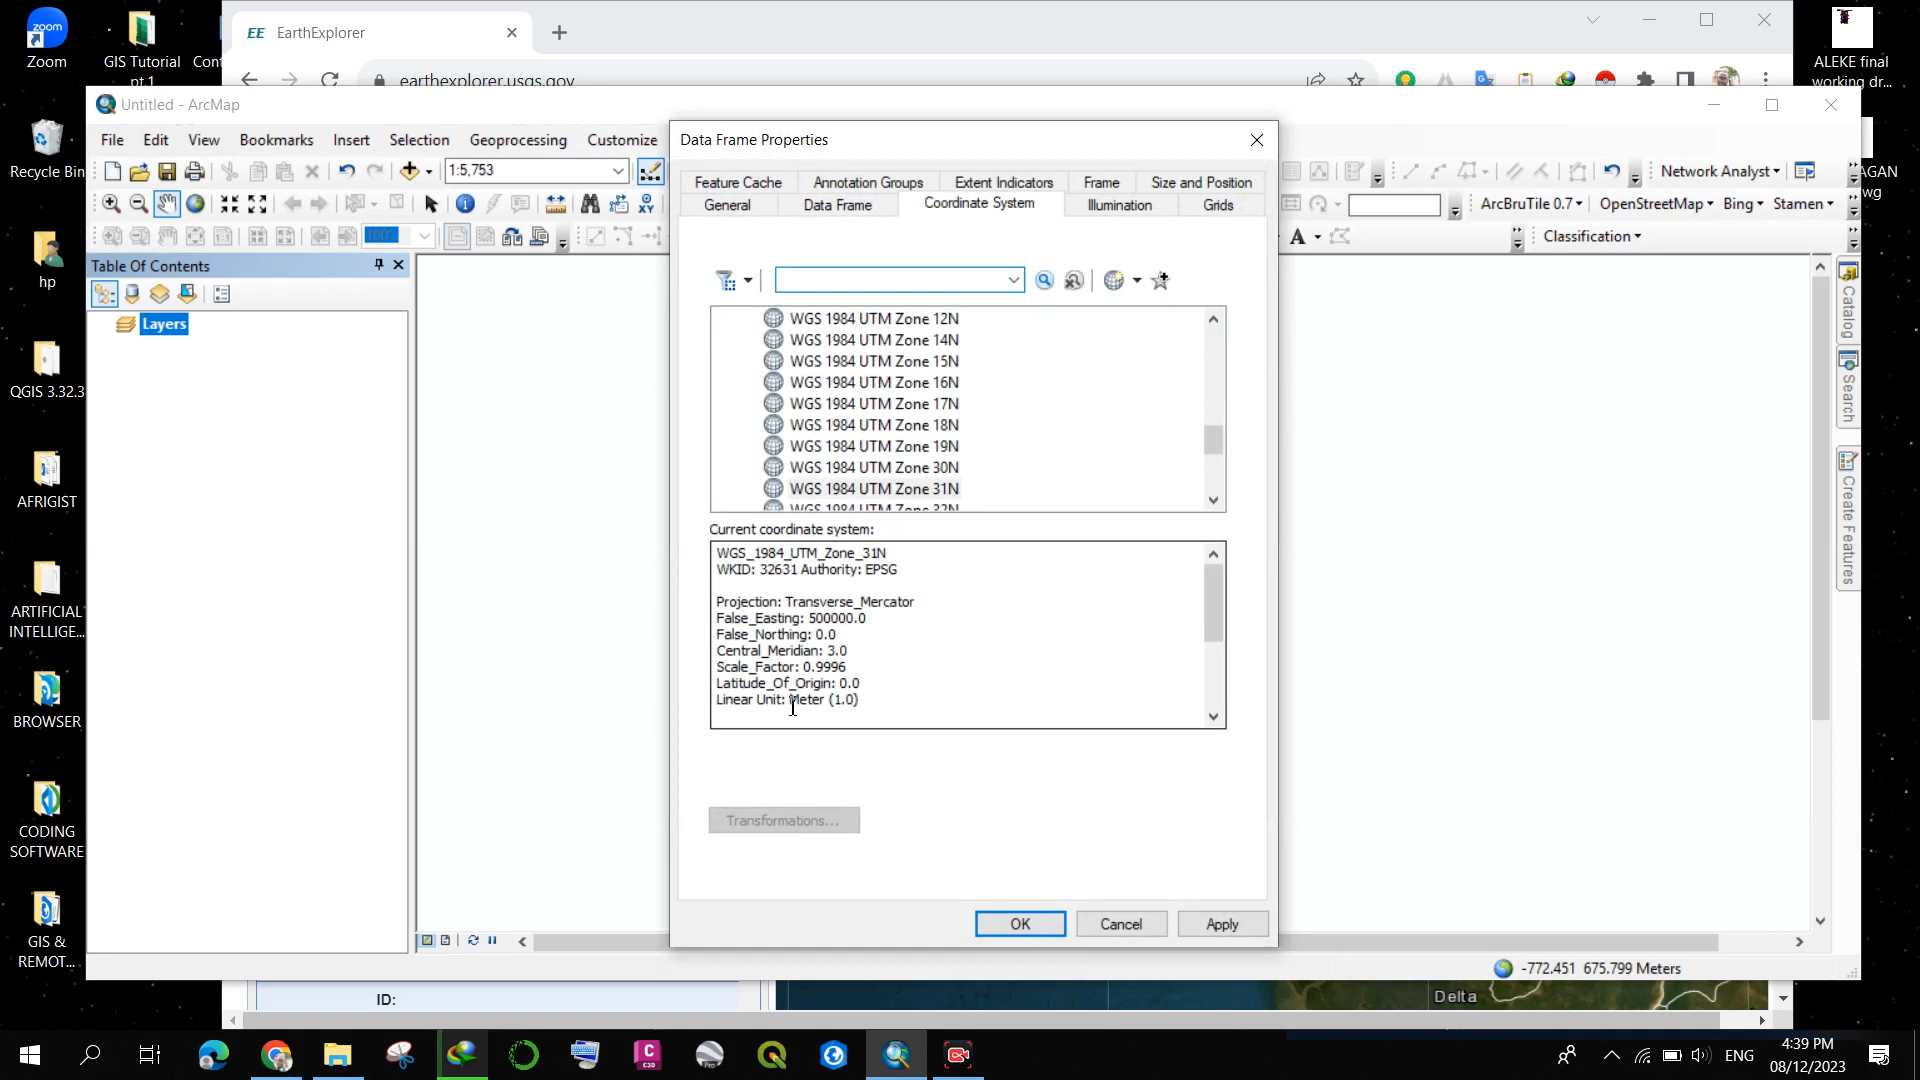 EE EarthExplorer
earthexplorer.usgs.gov
Zoom
GIS Tutorial
pt.1
Recycle Bin
hp
QGIS 3.32.3
AFRIGIST
ARTIFICIAL
INTELLIGE...
BROWSER
CODING
SOFTWARE
GIS &
REMOT...
ALEKE final
working dr...
Untitled - ArcMap
File Edit View Bookmarks Insert Selection Geoprocessing Customize
1:5,753
100%
Network Analyst
ArcBruTile 0.7 OpenStreetMap Bing Stamen
Classification
Table Of Contents
Layers
Data Frame Properties
Feature Cache Annotation Groups Extent Indicators Frame Size and Position
General Data Frame Coordinate System Illumination Grids
WGS 1984 UTM Zone 12N
WGS 1984 UTM Zone 14N
WGS 1984 UTM Zone 15N
WGS 1984 UTM Zone 16N
WGS 1984 UTM Zone 17N
WGS 1984 UTM Zone 18N
WGS 1984 UTM Zone 19N
WGS 1984 UTM Zone 30N
WGS 1984 UTM Zone 31N
WGS 1984 UTM Zone 32N
Current coordinate system:
WGS_1984_UTM_Zone_31N
WKID: 32631 Authority: EPSG
Projection: Transverse_Mercator
False_Easting: 500000.0
False_Northing: 0.0
Central_Meridian: 3.0
Scale_Factor: 0.9996
Latitude_Of_Origin: 0.0
Linear Unit: Meter (1.0)
Transformations...
OK Cancel Apply
Catalog
Search
Create Features
-772.451 675.799 Meters
ID:
Delta
ENG
4:39 PM
08/12/2023